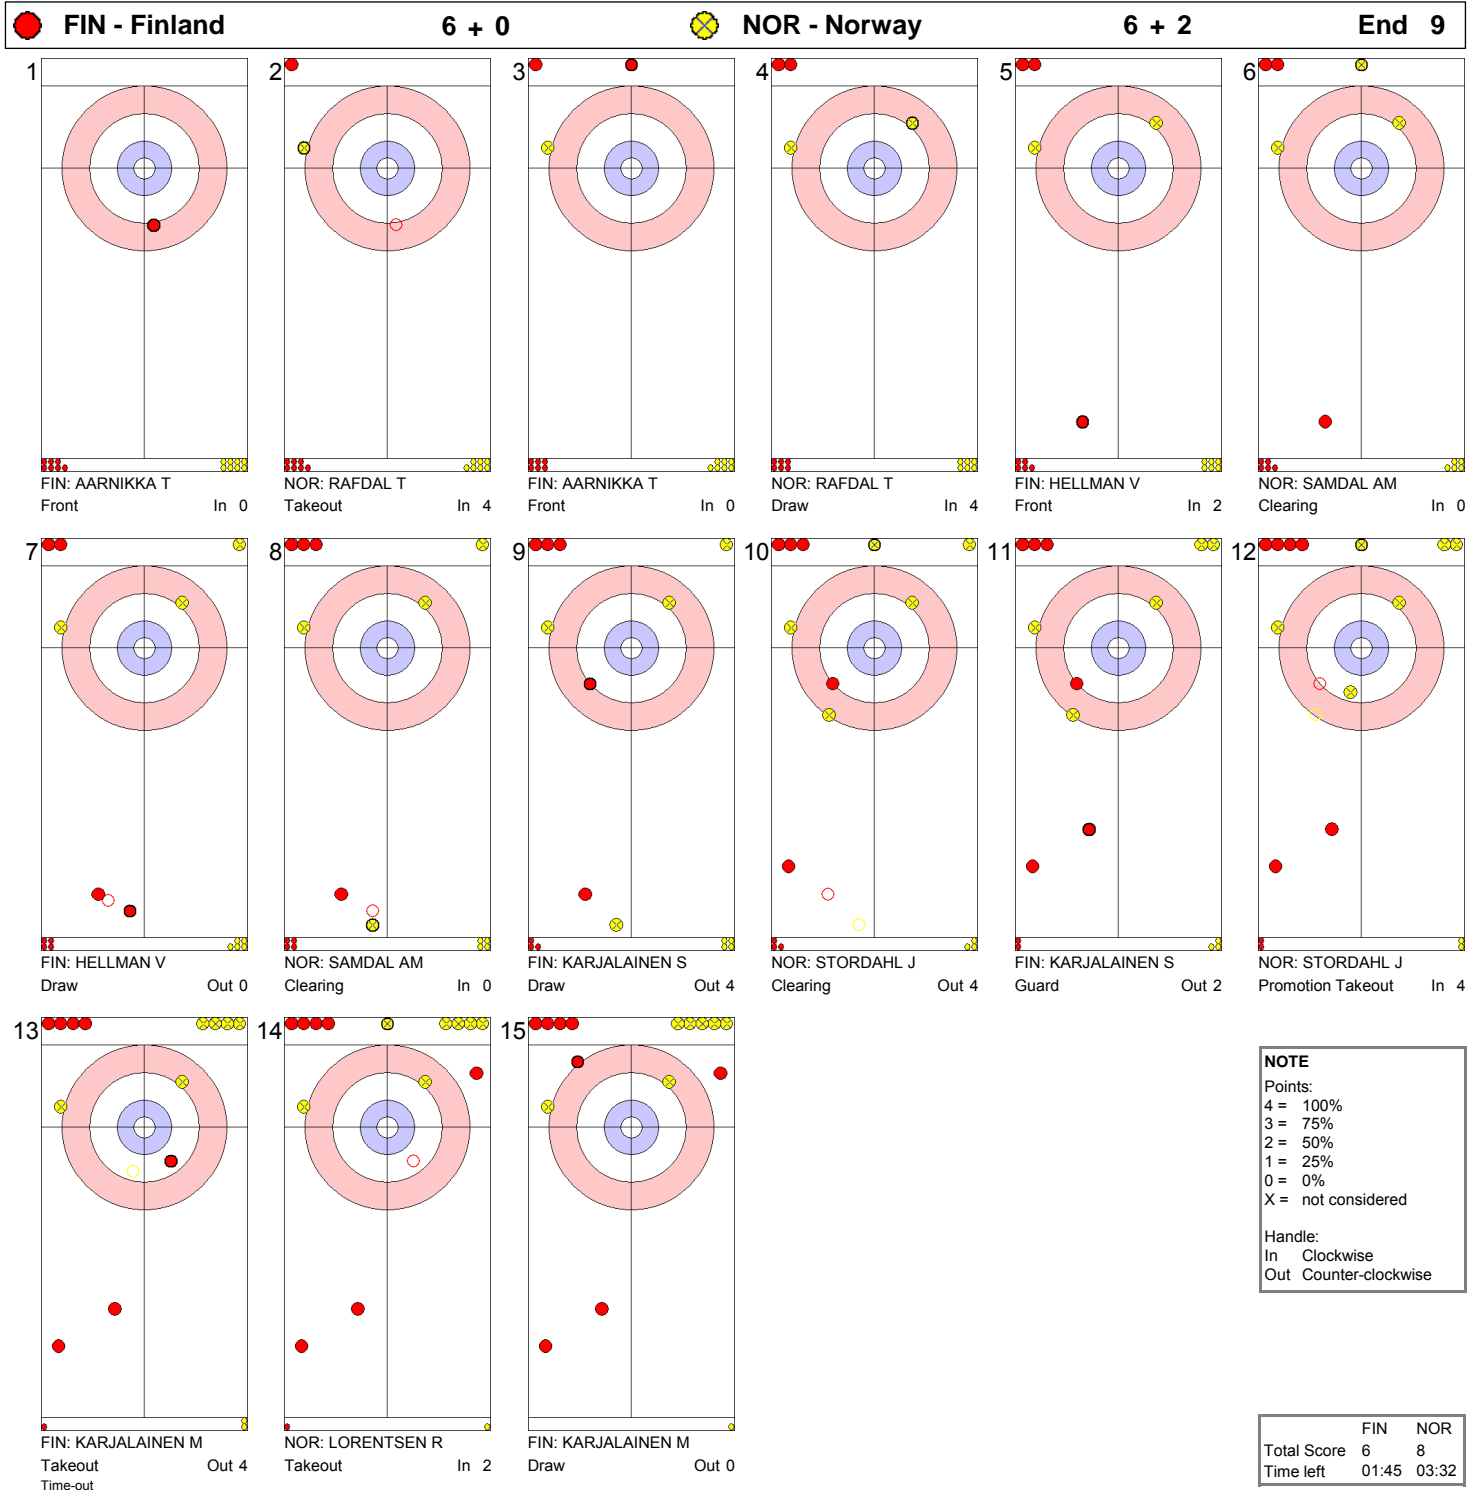 FIN - Finland 6 + 0 NOR - Norway 6 + 2 End 9
1 2 3 4 5 6
FIN: AARNIKKA T NOR: RAFDAL T FIN: AARNIKKA T NOR: RAFDAL T FIN: HELLMAN V NOR: SAMDAL AM
Front In 0 Takeout In 4 Front In 0 Draw In 4 Front In 2 Clearing In 0
7 8 9 10 11 12
FIN: HELLMAN V NOR: SAMDAL AM FIN: KARJALAINEN S NOR: STORDAHL J FIN: KARJALAINEN S NOR: STORDAHL J
Draw Out 0 Clearing In 0 Draw Out 4 Clearing Out 4 Guard Out 2 Promotion Takeout In 4
13 14 15
FIN: KARJALAINEN M NOR: LORENTSEN R FIN: KARJALAINEN M
Takeout Out 4 Takeout In 2 Draw Out 0
Time-out
NOTE
Points:
4 = 100%
3 = 75%
2 = 50%
1 = 25%
0 = 0%
X = not considered
Handle:
In Clockwise
Out Counter-clockwise
FIN NOR
Total Score 6 8
Time left 01:45 03:32